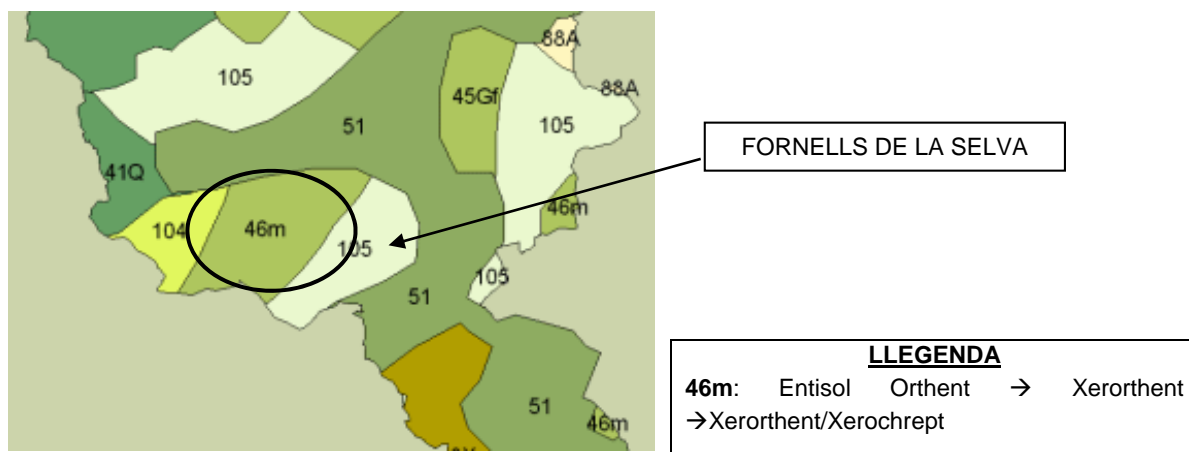 88A
105
45Gf
88A
105
51
FORNELLS DE LA SELVA
41Q
46m
104
46m
105
105
51
LLEGENDA
46m: Entisol Orthent → Xerorthent
→Xerorthent/Xerochrept
51
46m